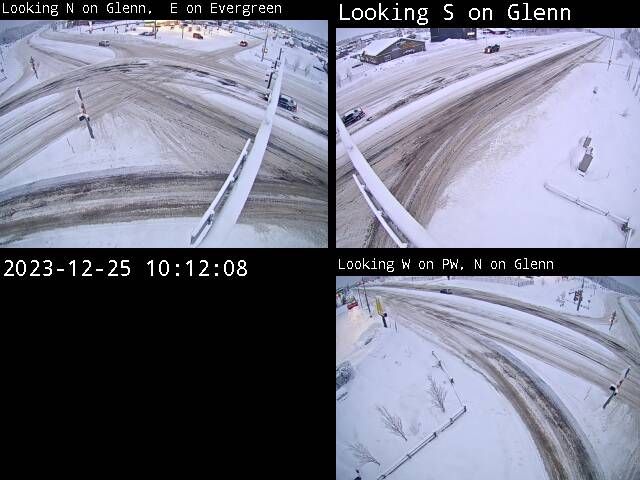 Looking N on Glenn,  E on Evergreen
Looking S on Glenn
2023-12-25 10:12:08
Looking W on PW, N on Glenn